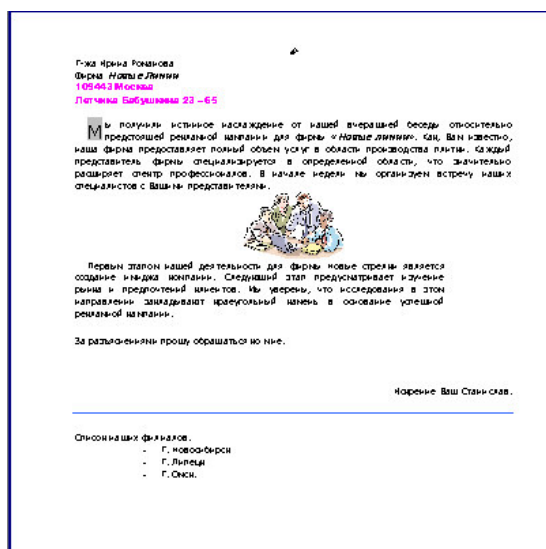 Г-жа Ирина Романова
Фирма Новые Линии
109443 Москва
Летчика Бабушкина 23 – 65
Мы получили истинное наслаждение от нашей вчерашней беседы относительно
предстоящей рекламной кампании для фирмы «Новые линии». Как, Вам известно,
наша фирма предоставляет полный объем услуг в области производства плитки. Каждый
представитель фирмы специализируется в определенной области, что значительно
расширяет спектр профессионалов. В начале недели мы организуем встречу наших
специалистов с Вашими представителями.
Первым этапом нашей деятельности для фирмы новые стрелки является
создание имиджа компании. Следующий этап предусматривает изучение
рынка и предпочтений клиентов. Мы уверены, что исследования в этом
направлении закладывают краеугольный камень в основание успешной
рекламной кампании.
За разъяснениями прошу обращаться ко мне.
Искренне Ваш Станислав.
Список наших филиалов.
- Г. Новосибирск
- Г. Липецк
- Г. Омск.